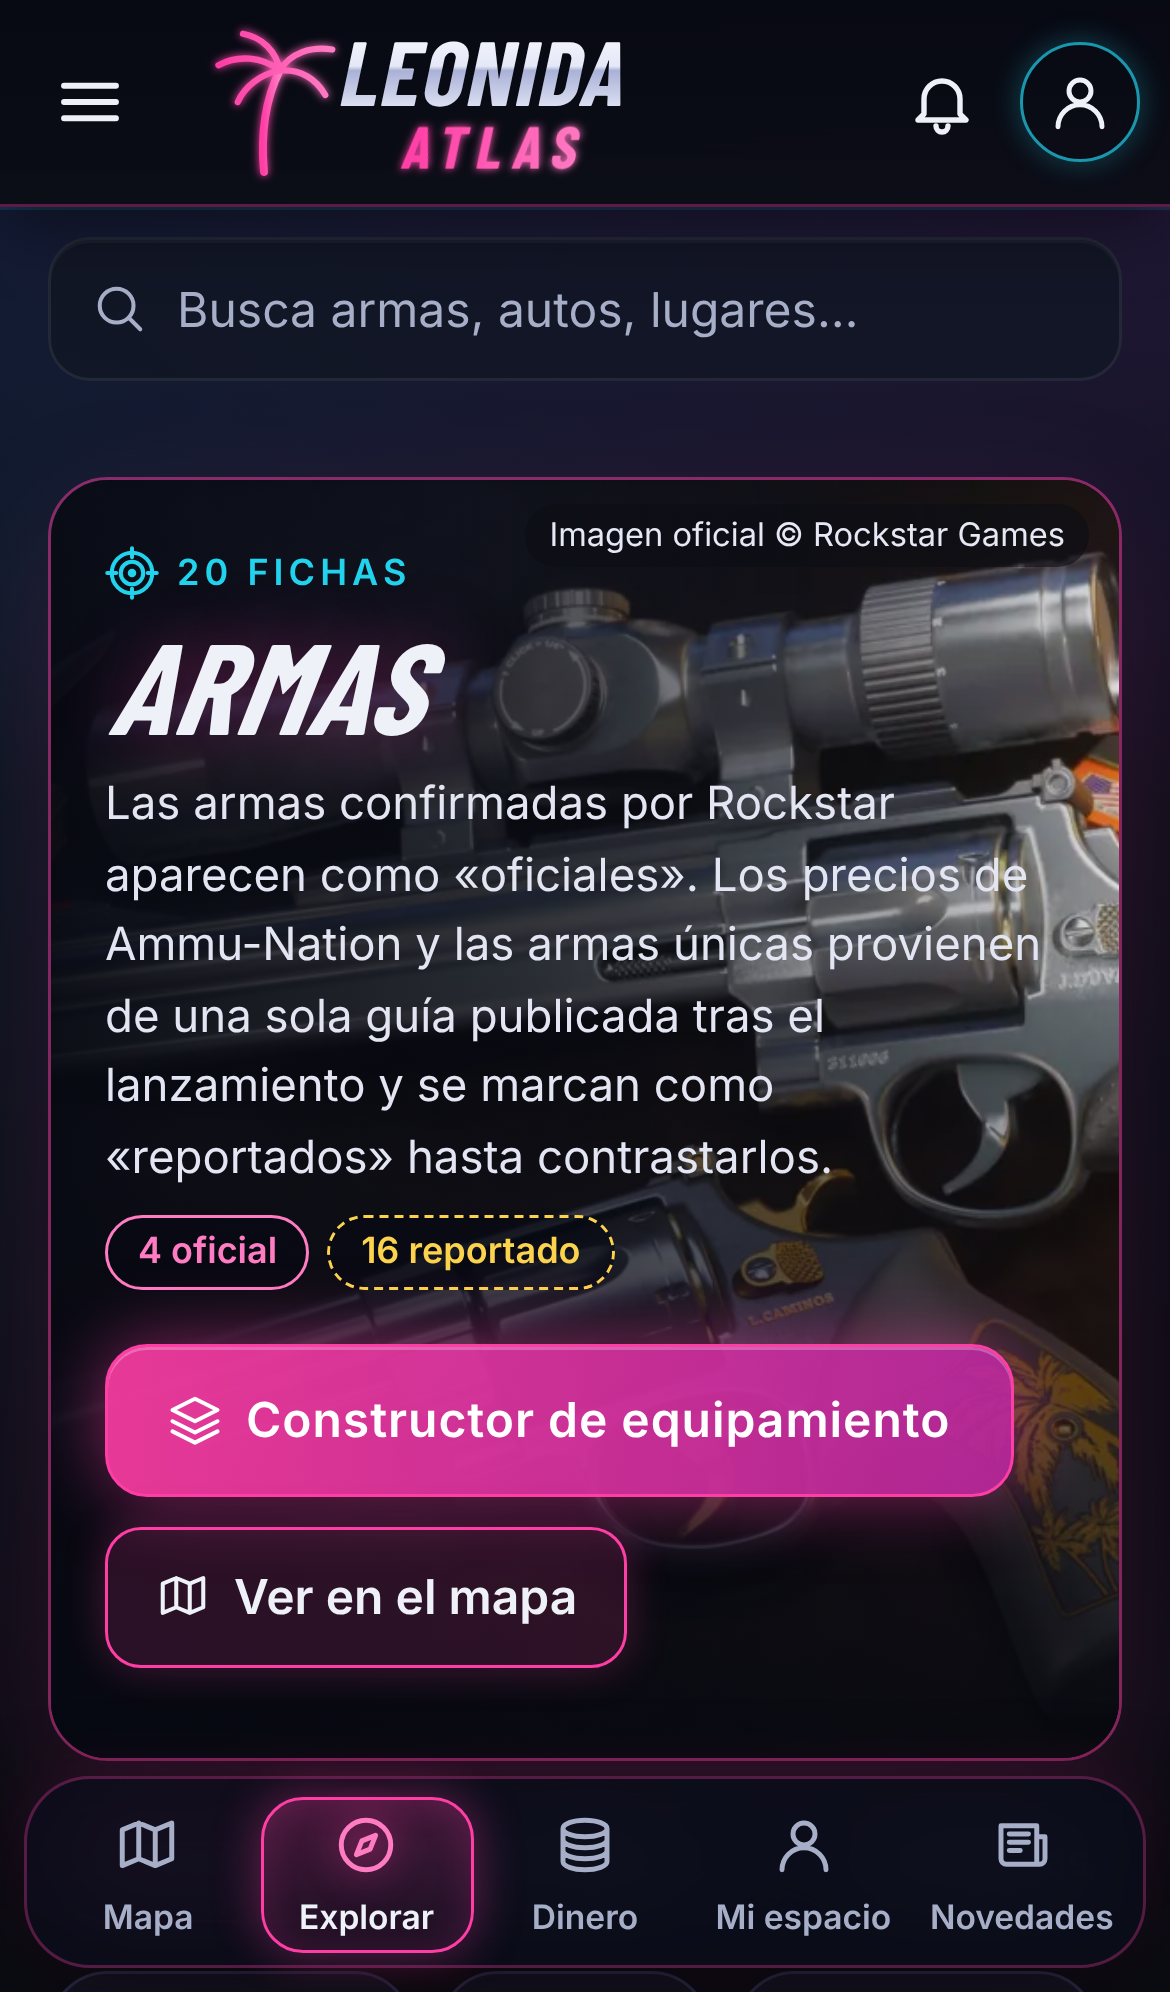 LEONIDA
ATLAS
Busca armas, autos, lugares...
Imagen oficial © Rockstar Games
20 FICHAS
ARMAS
Las armas confirmadas por Rockstar
aparecen como «oficiales». Los precios de
Ammu-Nation y las armas únicas provienen
de una sola guía publicada tras el
lanzamiento y se marcan como
«reportados» hasta contrastarlos.
4 oficial
16 reportado
L.CAMINOS
Constructor de equipamiento
Ver en el mapa
Mapa
Explorar
Dinero
Mi espacio
Novedades